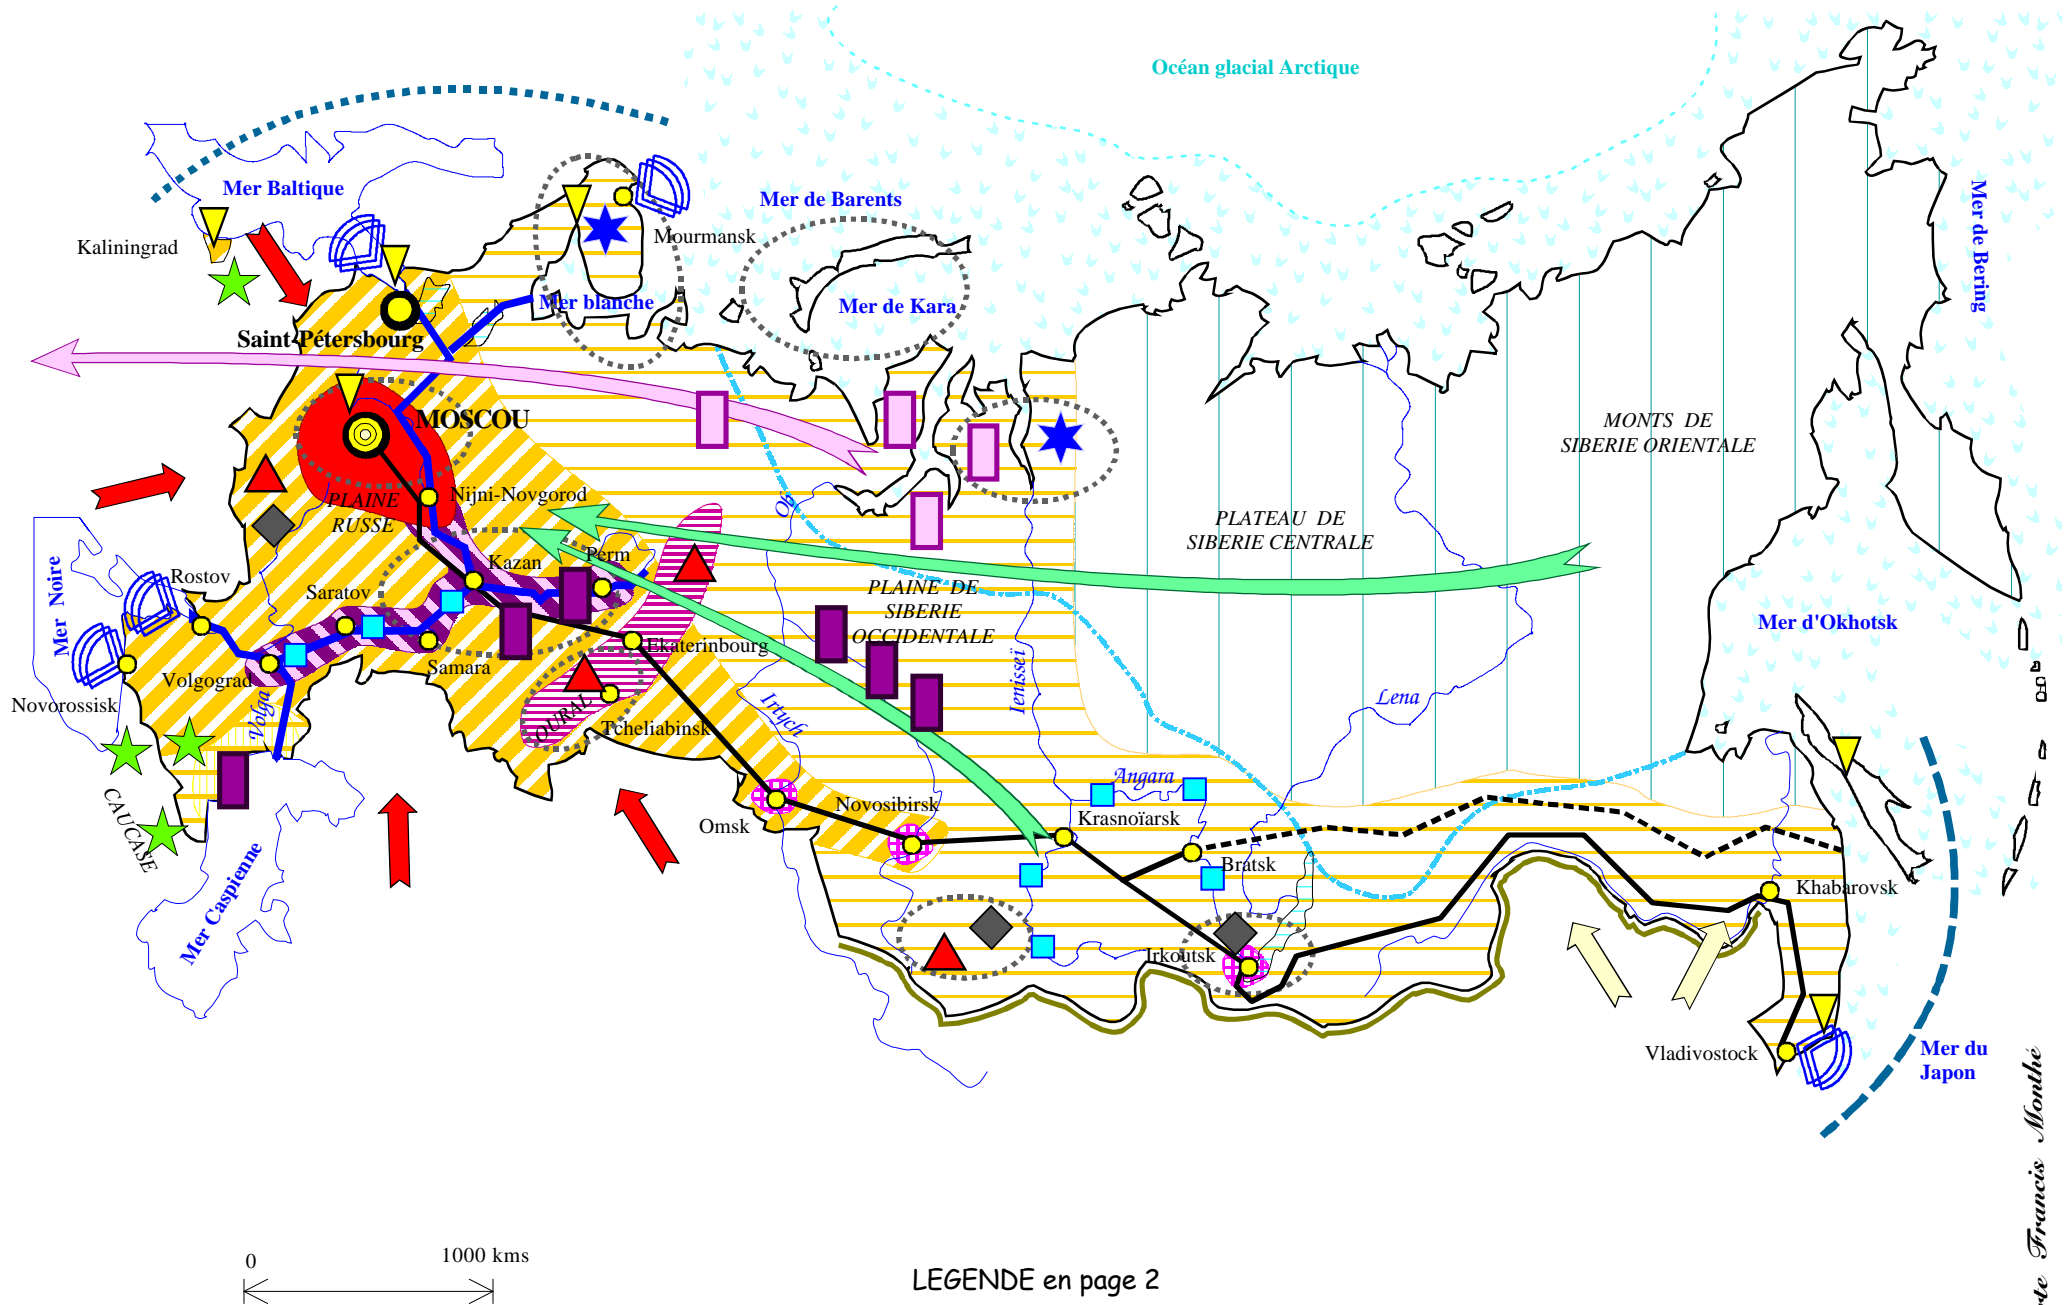 Océan glacial Arctique
Mer Baltique
Mer de Barents
Mer de Bering
Kaliningrad
Mourmansk
Mer blanche
Mer de Kara
Saint-Pétersbourg
MOSCOU
MONTS DE
SIBERIE ORIENTALE
PLAINE
RUSSE
Nijni-Novgorod
Ob
PLATEAU DE
SIBERIE CENTRALE
Mer Noire
Rostov
Saratov
Kazan
Perm
PLAINE DE
SIBERIE
OCCIDENTALE
Mer d'Okhotsk
Ekaterinbourg
Samara
Volgograd
Novorossisk
Volga
OURAL
Tcheliabinsk
Irtych
Ienisseï
Lena
Angara
CAUCASE
Omsk
Novosibirsk
Krasnoïarsk
Bratsk
Khabarovsk
Mer Caspienne
Irkoutsk
Vladivostock
Mer du
Japon
Francis Monthé
0
1000 kms
LEGENDE en page 2